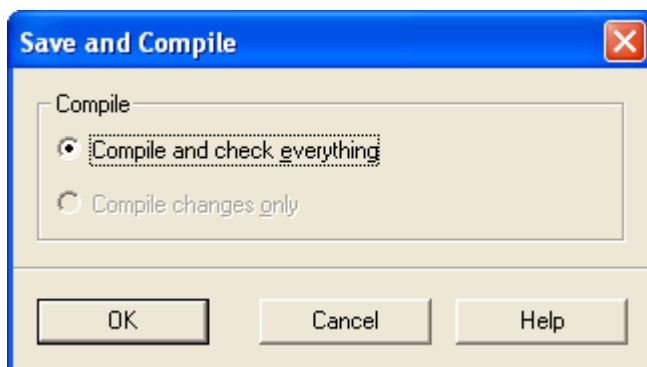 Save and Compile
Compile
Compile and check everything
Compile changes only
OK Cancel Help